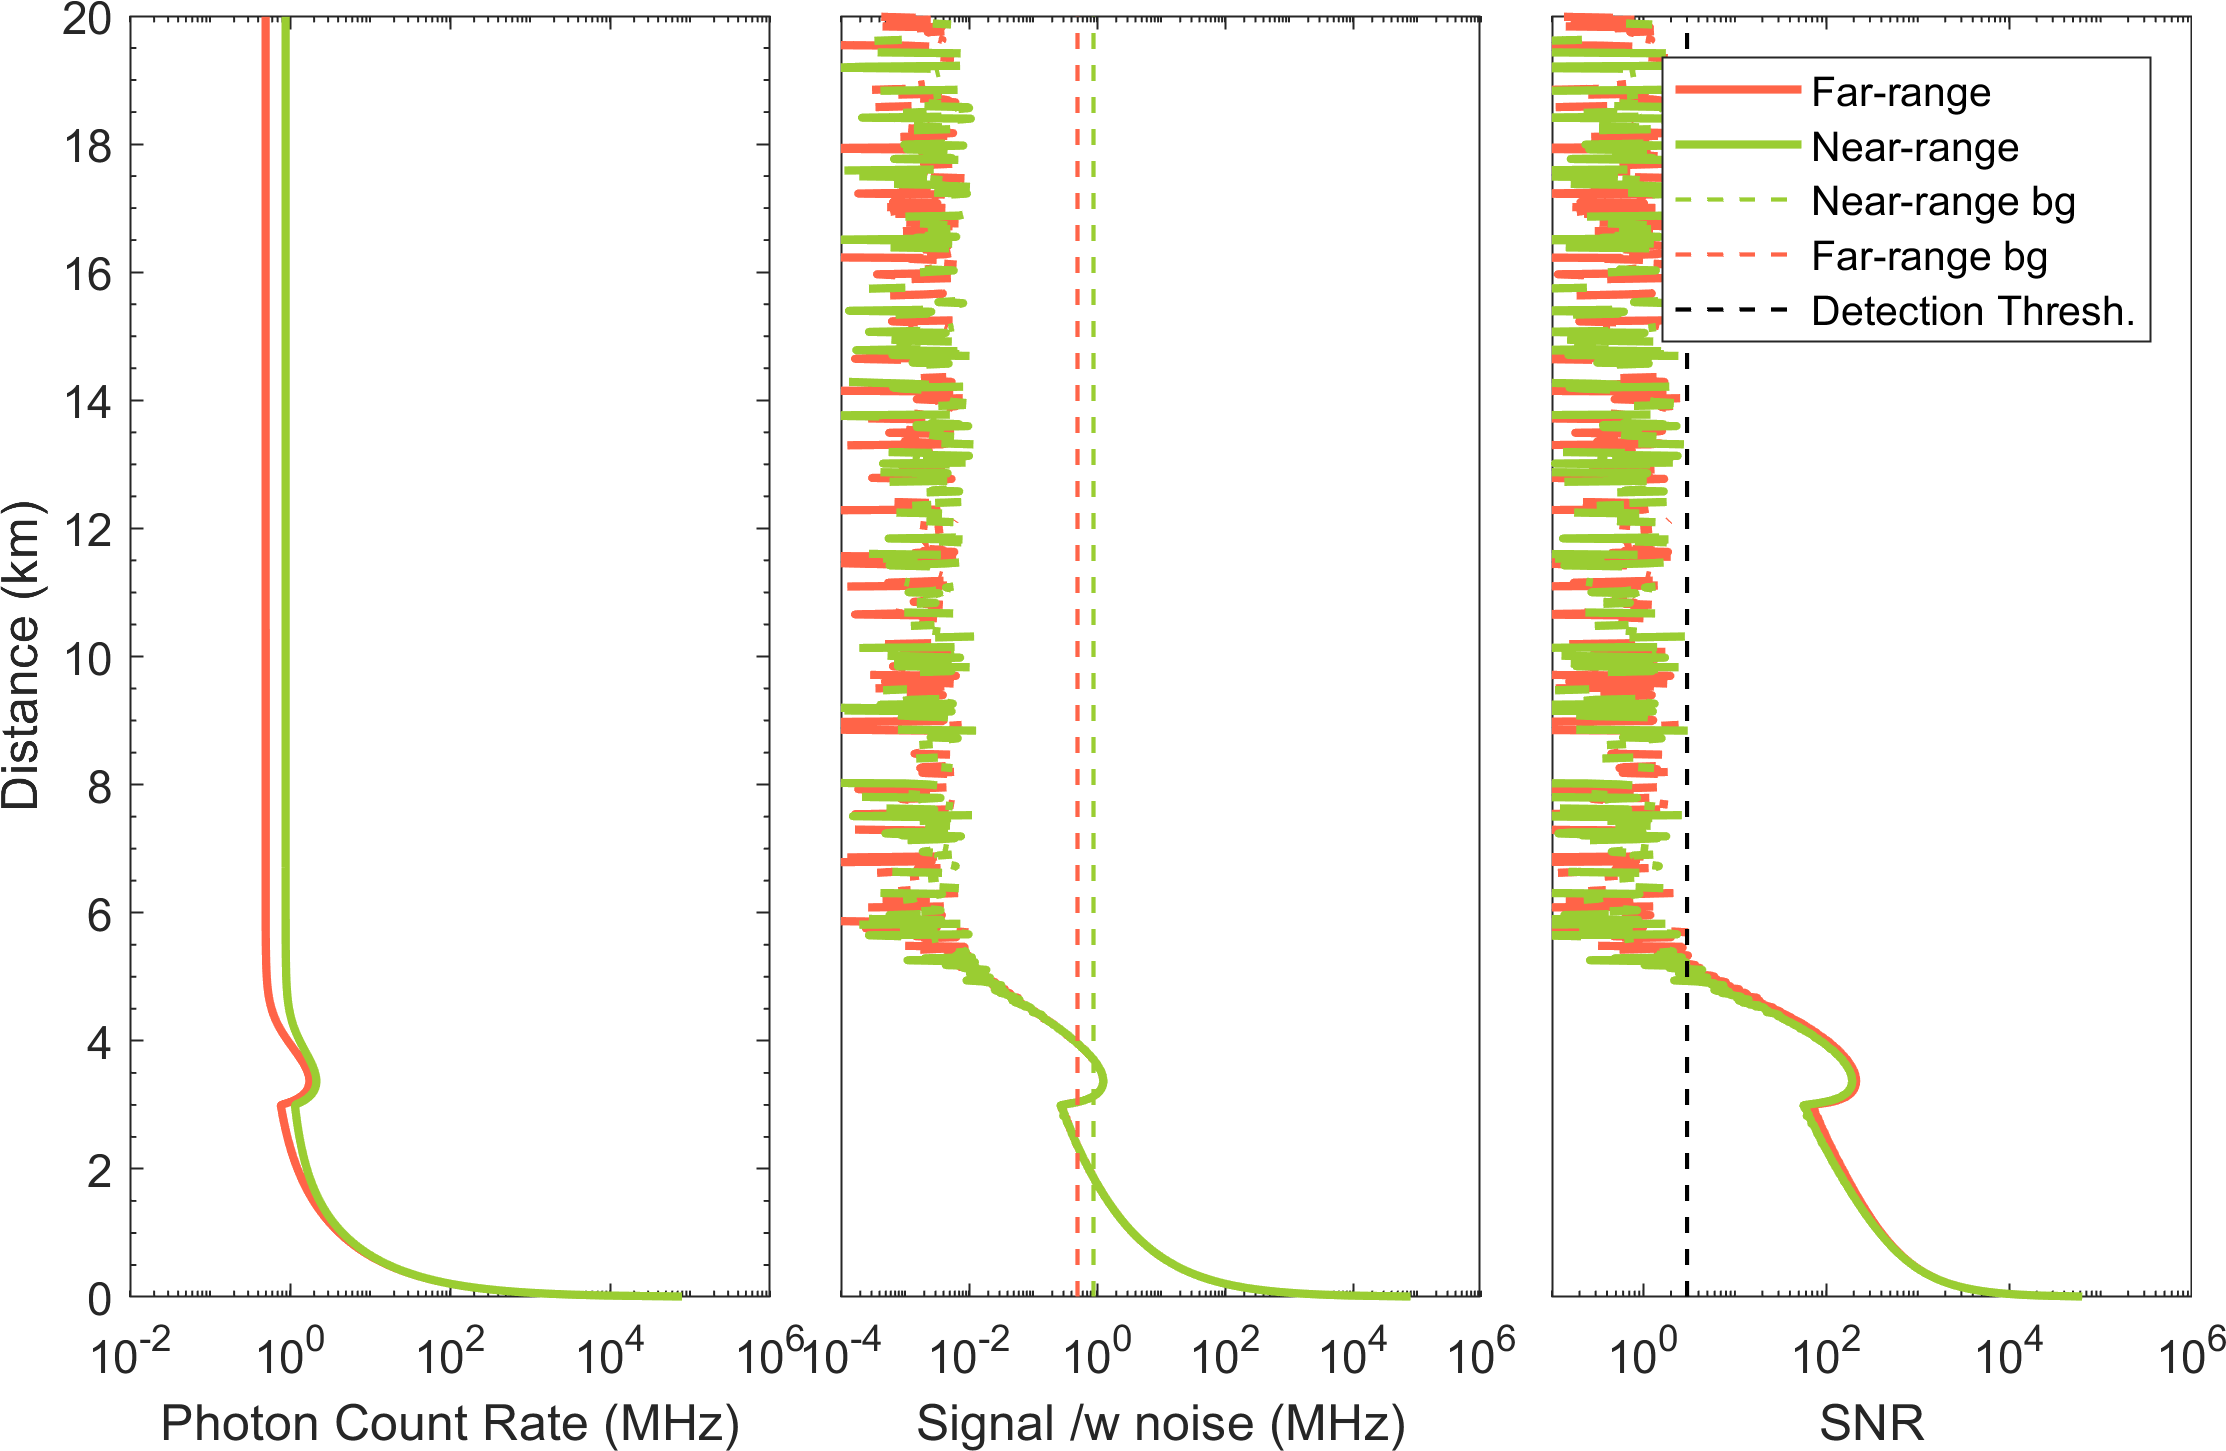 Distance (km)
20
18
16
14
12
10
8
6
4
2
0
10^-2
10^0
10^2
10^4
10^6
Photon Count Rate (MHz)
10^-4
10^-2
10^0
10^2
10^4
10^6
Signal /w noise (MHz)
Far-range
Near-range
Near-range bg
Far-range bg
Detection Thresh.
10^0
10^2
10^4
10^6
SNR